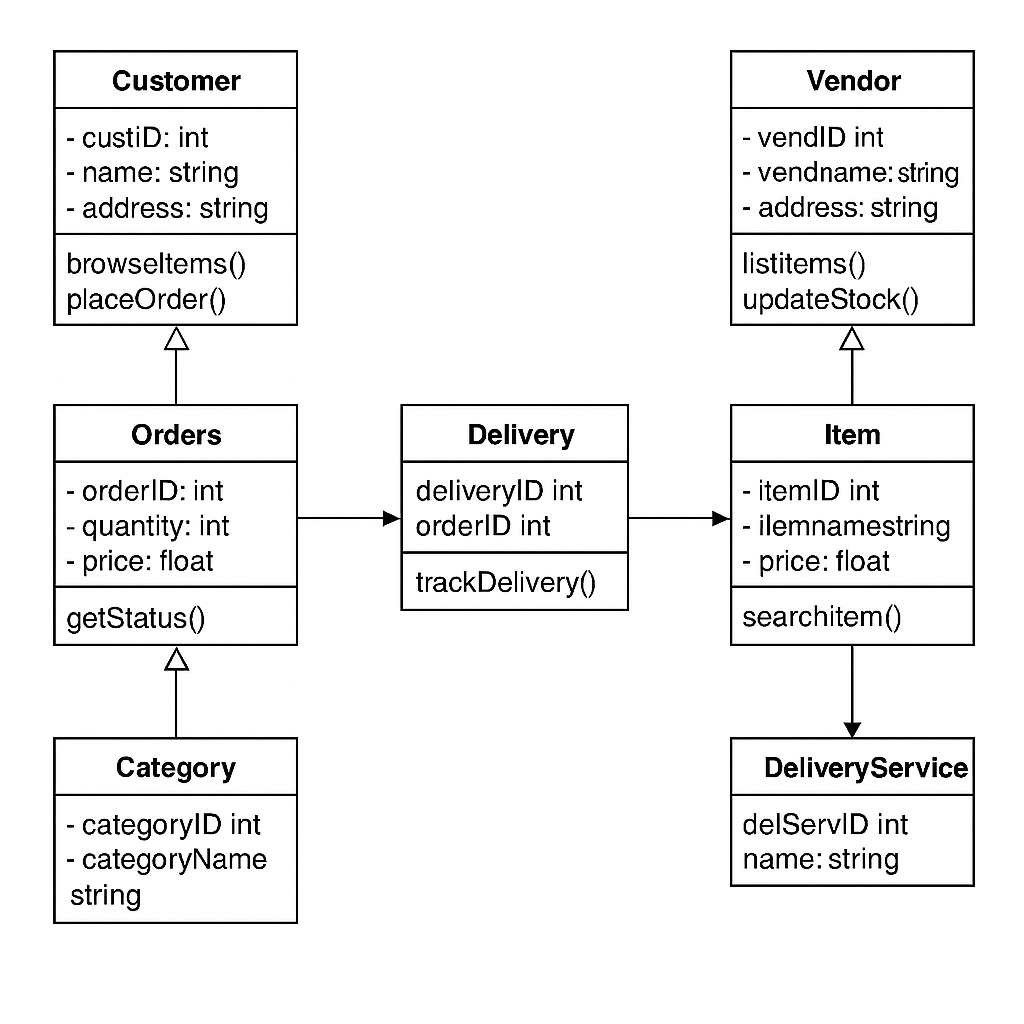 Customer
- custiD: int
- name: string
- address: string
browseItems()
placeOrder()
Vendor
- vendID int
- vendname: string
- address: string
listitems()
updateStock()
Orders
- orderID: int
- quantity: int
- price: float
getStatus()
Delivery
deliveryID int
orderID int
trackDelivery()
Item
- itemID int
- ilemnamestring
- price: float
searchitem()
Category
- categoryID int
- categoryName
string
DeliveryService
delServID int
name: string